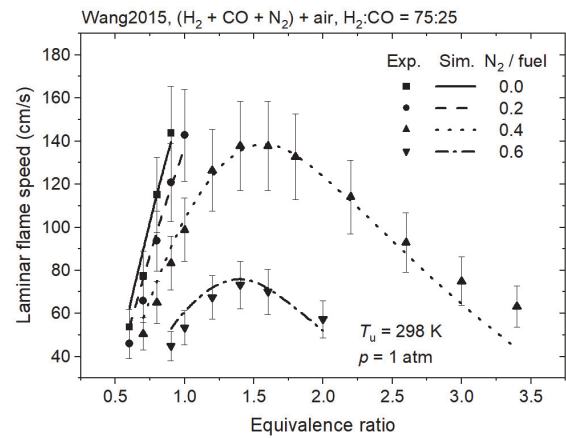 Wang2015, (H₂ + CO + N₂) + air, H₂:CO = 75:25
Exp. Sim. N₂ / fuel
0.0
0.2
0.4
0.6
Laminar flame speed (cm/s)
180
160
140
120
100
80
60
40
Tᵤ = 298 K
p = 1 atm
0.5 1.0 1.5 2.0 2.5 3.0 3.5
Equivalence ratio